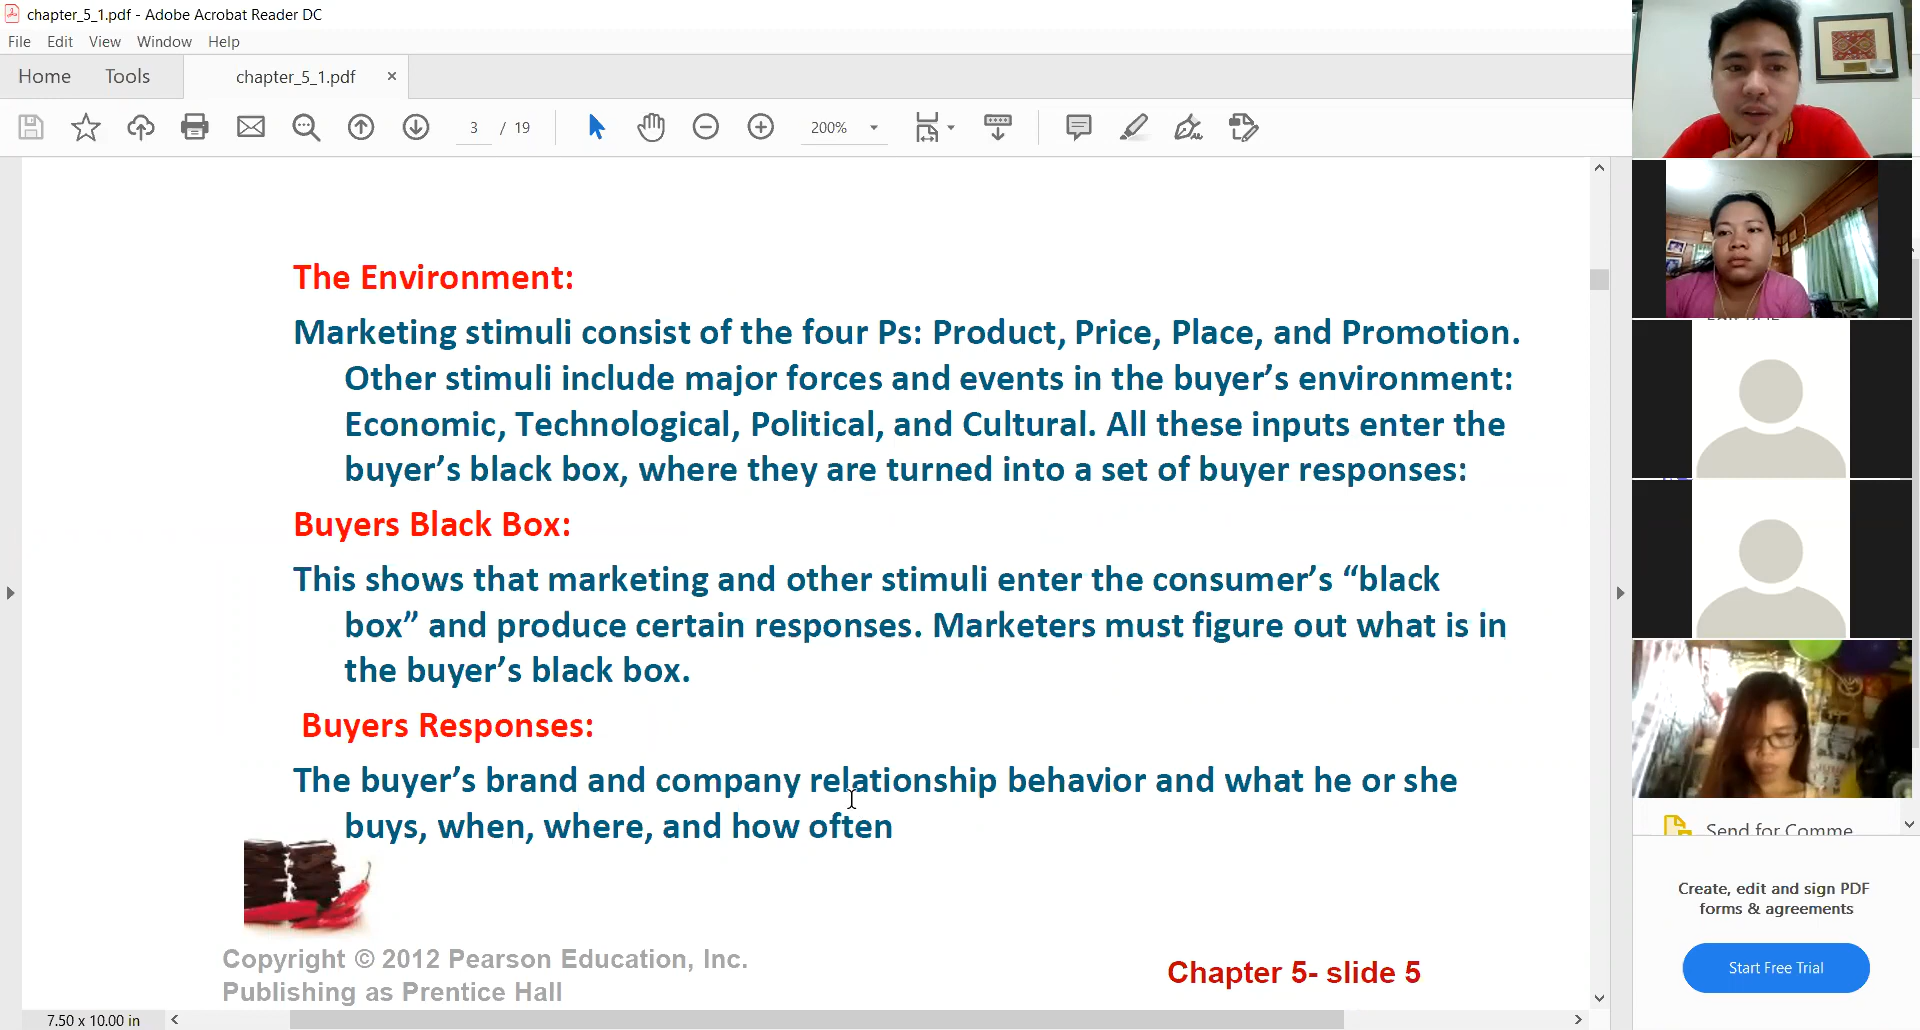 chapter_5_1.pdf - Adobe Acrobat Reader DC
File Edit View Window Help
Home Tools chapter_5_1.pdf ×
3 / 19 200%
The Environment:
Marketing stimuli consist of the four Ps: Product, Price, Place, and Promotion.
Other stimuli include major forces and events in the buyer’s environment:
Economic, Technological, Political, and Cultural. All these inputs enter the
buyer’s black box, where they are turned into a set of buyer responses:
Buyers Black Box:
This shows that marketing and other stimuli enter the consumer’s “black
box” and produce certain responses. Marketers must figure out what is in
the buyer’s black box.
Buyers Responses:
The buyer’s brand and company relationship behavior and what he or she
buys, when, where, and how often
Copyright © 2012 Pearson Education, Inc.
Publishing as Prentice Hall
Chapter 5- slide 5
7.50 x 10.00 in
Send for Comme
Create, edit and sign PDF
forms & agreements
Start Free Trial